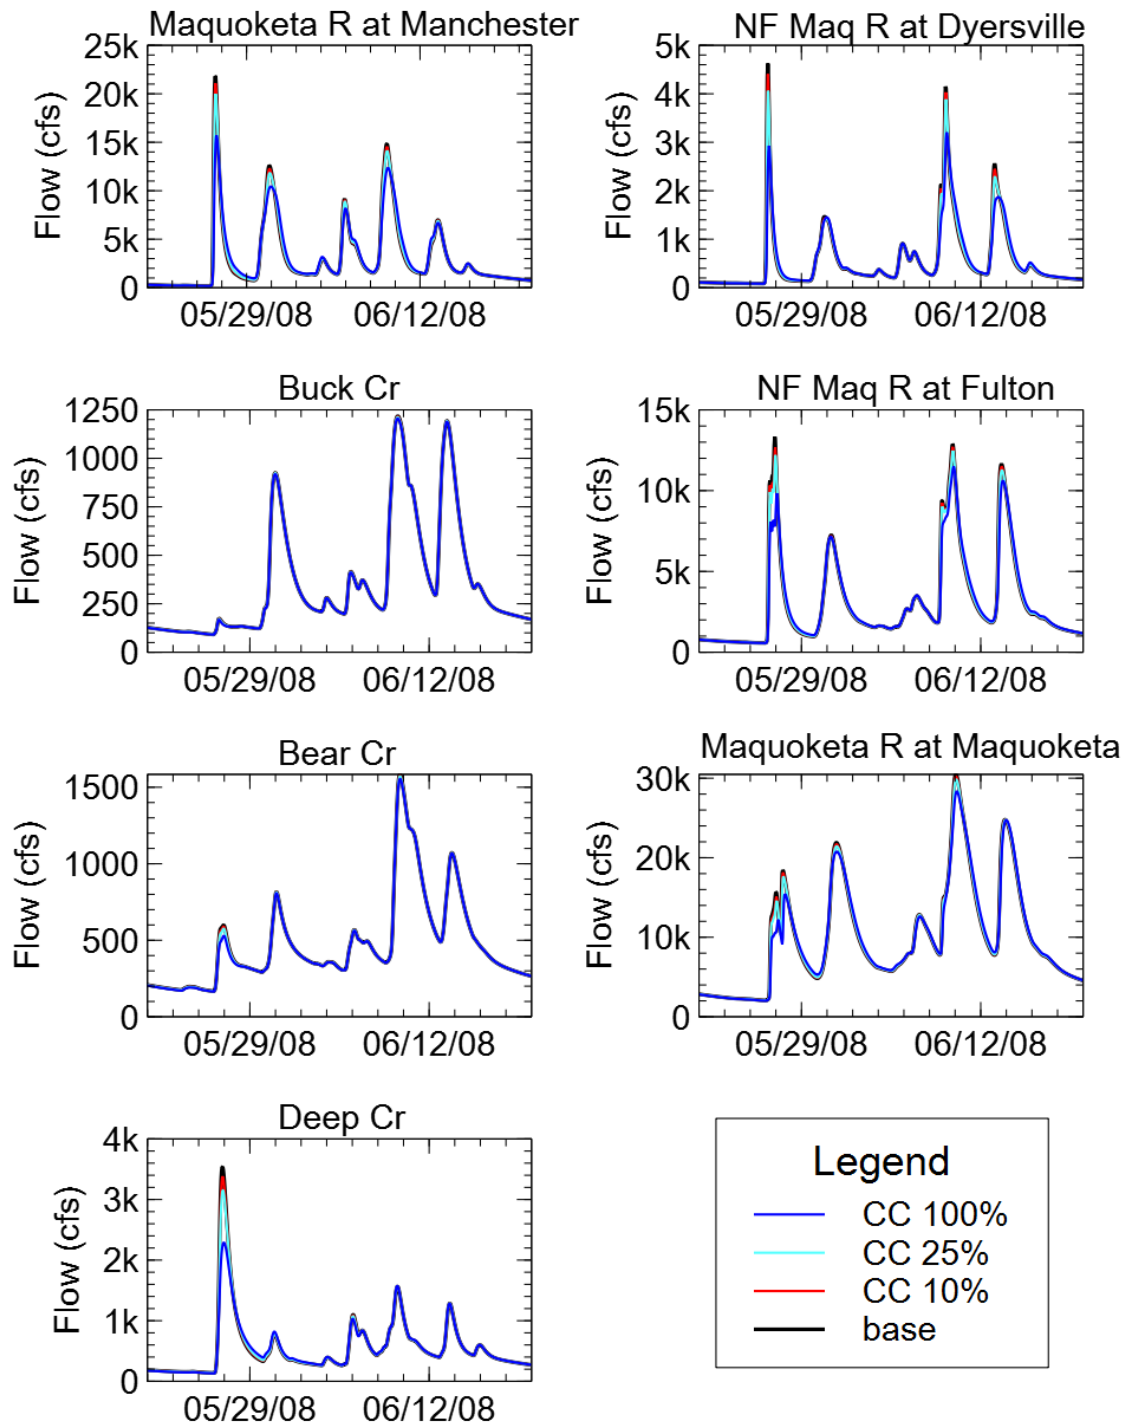 Maquoketa R at Manchester
25k
20k
15k
10k
5k
0
Flow (cfs)
05/29/08 06/12/08
NF Maq R at Dyersville
5k
4k
3k
2k
1k
0
Flow (cfs)
05/29/08 06/12/08
Buck Cr
1250
1000
750
500
250
0
Flow (cfs)
05/29/08 06/12/08
NF Maq R at Fulton
15k
10k
5k
0
Flow (cfs)
05/29/08 06/12/08
Bear Cr
1500
1000
500
0
Flow (cfs)
05/29/08 06/12/08
Maquoketa R at Maquoketa
30k
20k
10k
0
Flow (cfs)
05/29/08 06/12/08
Deep Cr
4k
3k
2k
1k
0
Flow (cfs)
05/29/08 06/12/08
Legend
CC 100%
CC 25%
CC 10%
base